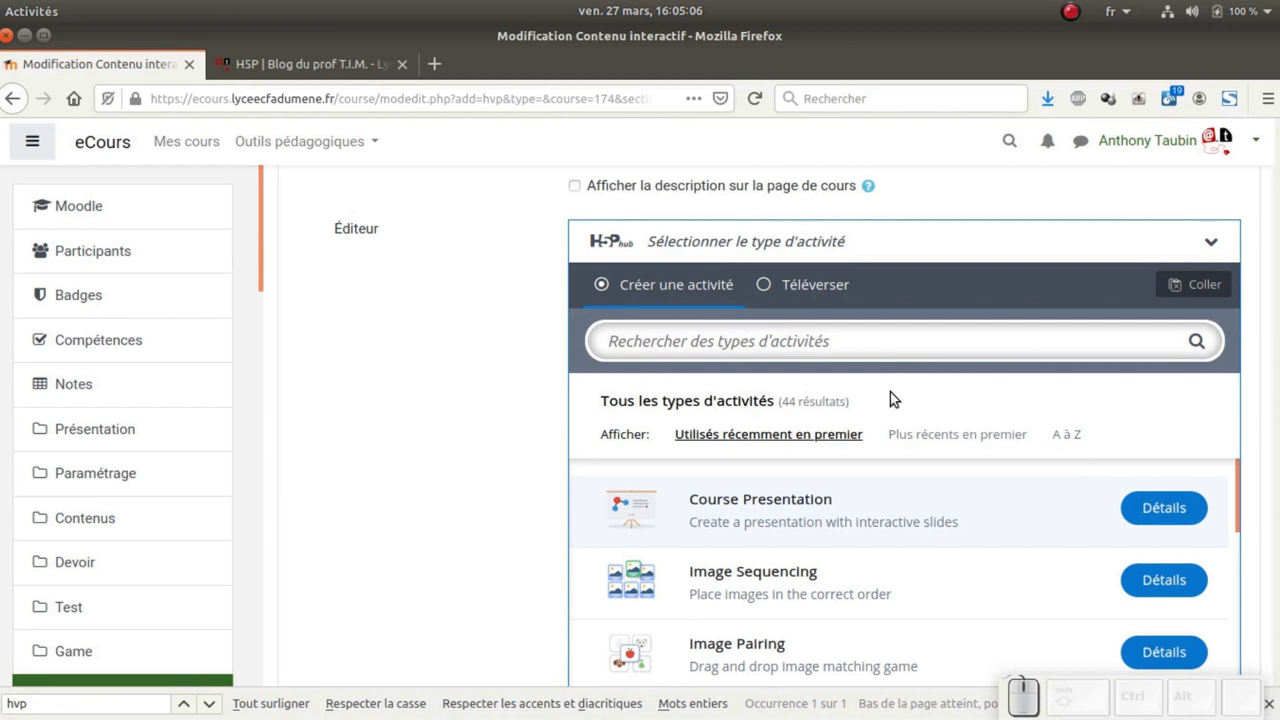 Activités
ven. 27 mars, 16:05:06
fr
100 %
Modification Contenu interactif - Mozilla Firefox
Modification Contenu intera
H5P | Blog du prof T.I.M. - Ly
https://ecours.lyceecfadumene.fr/course/modedit.php?add=hvp&type=&course=174&secti
Rechercher
19
eCours
Mes cours
Outils pédagogiques
Anthony Taubin
Moodle
Participants
Badges
Compétences
Notes
Présentation
Paramétrage
Contenus
Devoir
Test
Game
Afficher la description sur la page de cours
Éditeur
H5P hub
Sélectionner le type d'activité
Créer une activité
Téléverser
Coller
Rechercher des types d'activités
Tous les types d'activités (44 résultats)
Afficher:
Utilisés récemment en premier
Plus récents en premier
A à Z
Course Presentation
Create a presentation with interactive slides
Détails
Image Sequencing
Place images in the correct order
Détails
Image Pairing
Drag and drop image matching game
Détails
hvp
Tout surligner
Respecter la casse
Respecter les accents et diacritiques
Mots entiers
Occurrence 1 sur 1
Bas de la page atteint, po
Shift
Ctrl
Alt